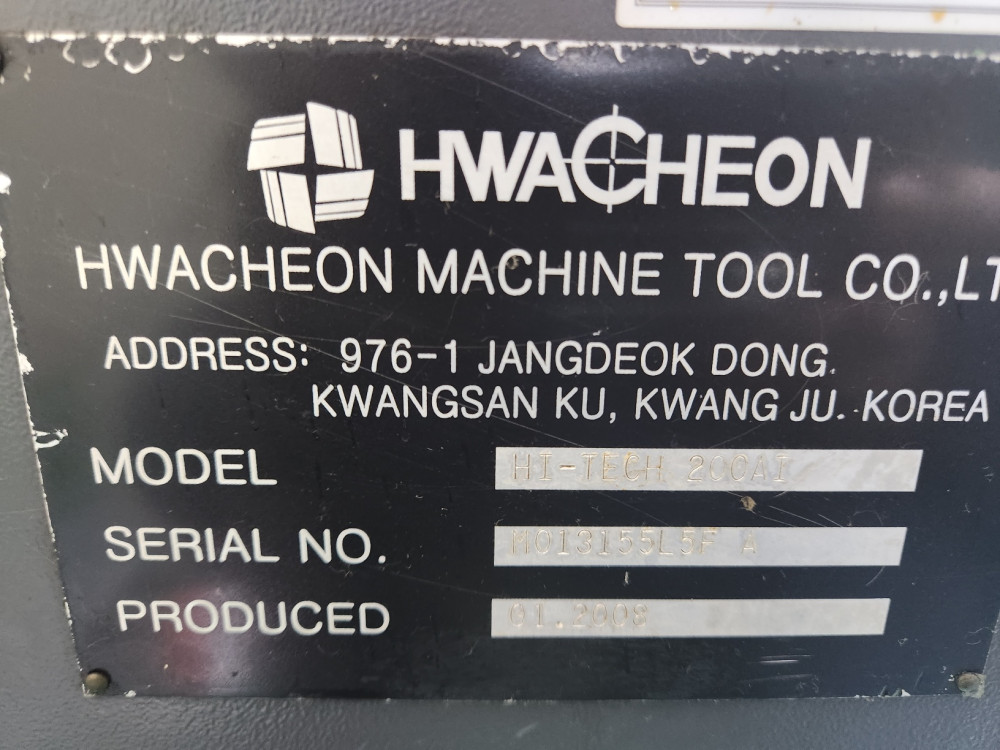 HWACHEON
HWACHEON MACHINE TOOL CO.,LT
ADDRESS: 976-1 JANGDEOK DONG.
KWANGSAN KU, KWANG JU. KOREA
MODEL HI-TECH 200AI
SERIAL NO. M013155L5F A
PRODUCED 01.2008